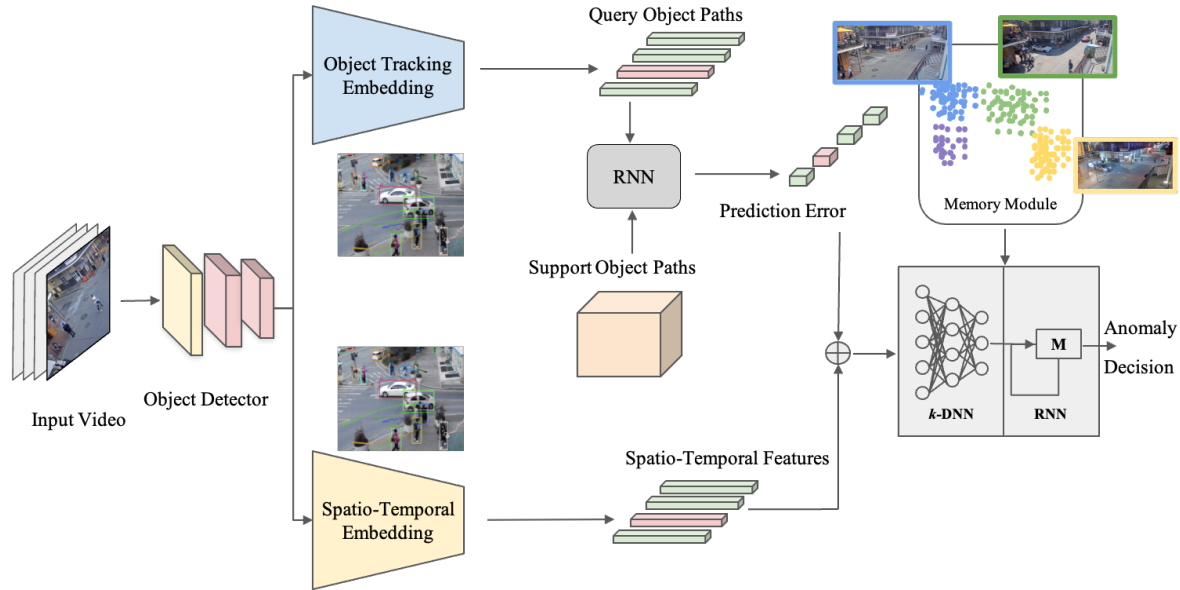 Query Object Paths
Object Tracking
Embedding
RNN
Prediction Error
Memory Module
Support Object Paths
Input Video
Object Detector
Anomaly
M
Decision
k-DNN
RNN
Spatio-Temporal Features
Spatio-Temporal
Embedding